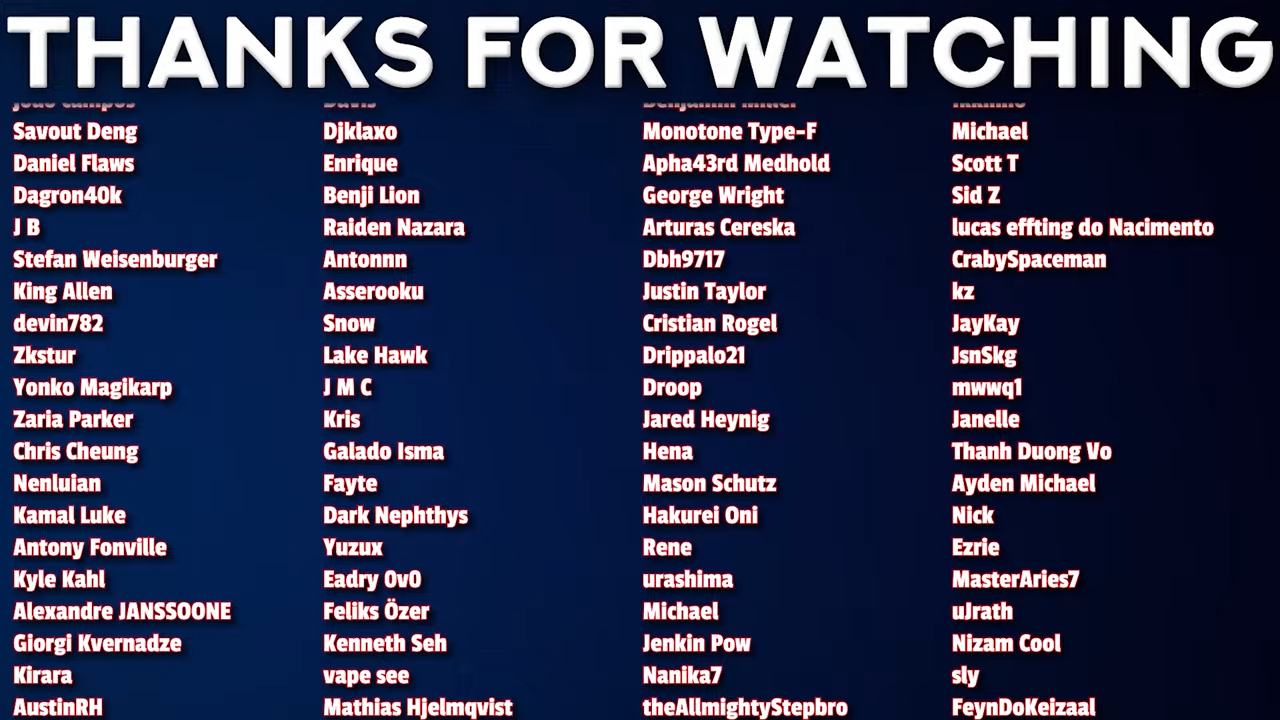 THANKS FOR WATCHING
Savout Deng
Daniel Flaws
Dagron40k
J B
Stefan Weisenburger
King Allen
devin782
Zkstur
Yonko Magikarp
Zaria Parker
Chris Cheung
Nenluian
Kamal Luke
Antony Fonville
Kyle Kahl
Alexandre JANSSOONE
Giorgi Kvernadze
Kirara
AustinRH
Davis
Djklaxo
Enrique
Benji Lion
Raiden Nazara
Antonnn
Asserooku
Snow
Lake Hawk
J M C
Kris
Galado Isma
Fayte
Dark Nephthys
Yuzux
Eadry 0v0
Feliks Özer
Kenneth Seh
vape see
Mathias Hjelmqvist
Benjamin Miller
Monotone Type-F
Apha43rd Medhold
George Wright
Arturas Cereska
Dbh9717
Justin Taylor
Cristian Rogel
Drippalo21
Droop
Jared Heynig
Hena
Mason Schutz
Hakurei Oni
Rene
urashima
Michael
Jenkin Pow
Nanika7
theAllmightyStepbro
Michael
Scott T
Sid Z
lucas effting do Nacimento
CrabySpaceman
kz
JayKay
JsnSkg
mwwq1
Janelle
Thanh Duong Vo
Ayden Michael
Nick
Ezrie
MasterAries7
uJrath
Nizam Cool
sly
FeynDoKeizaal